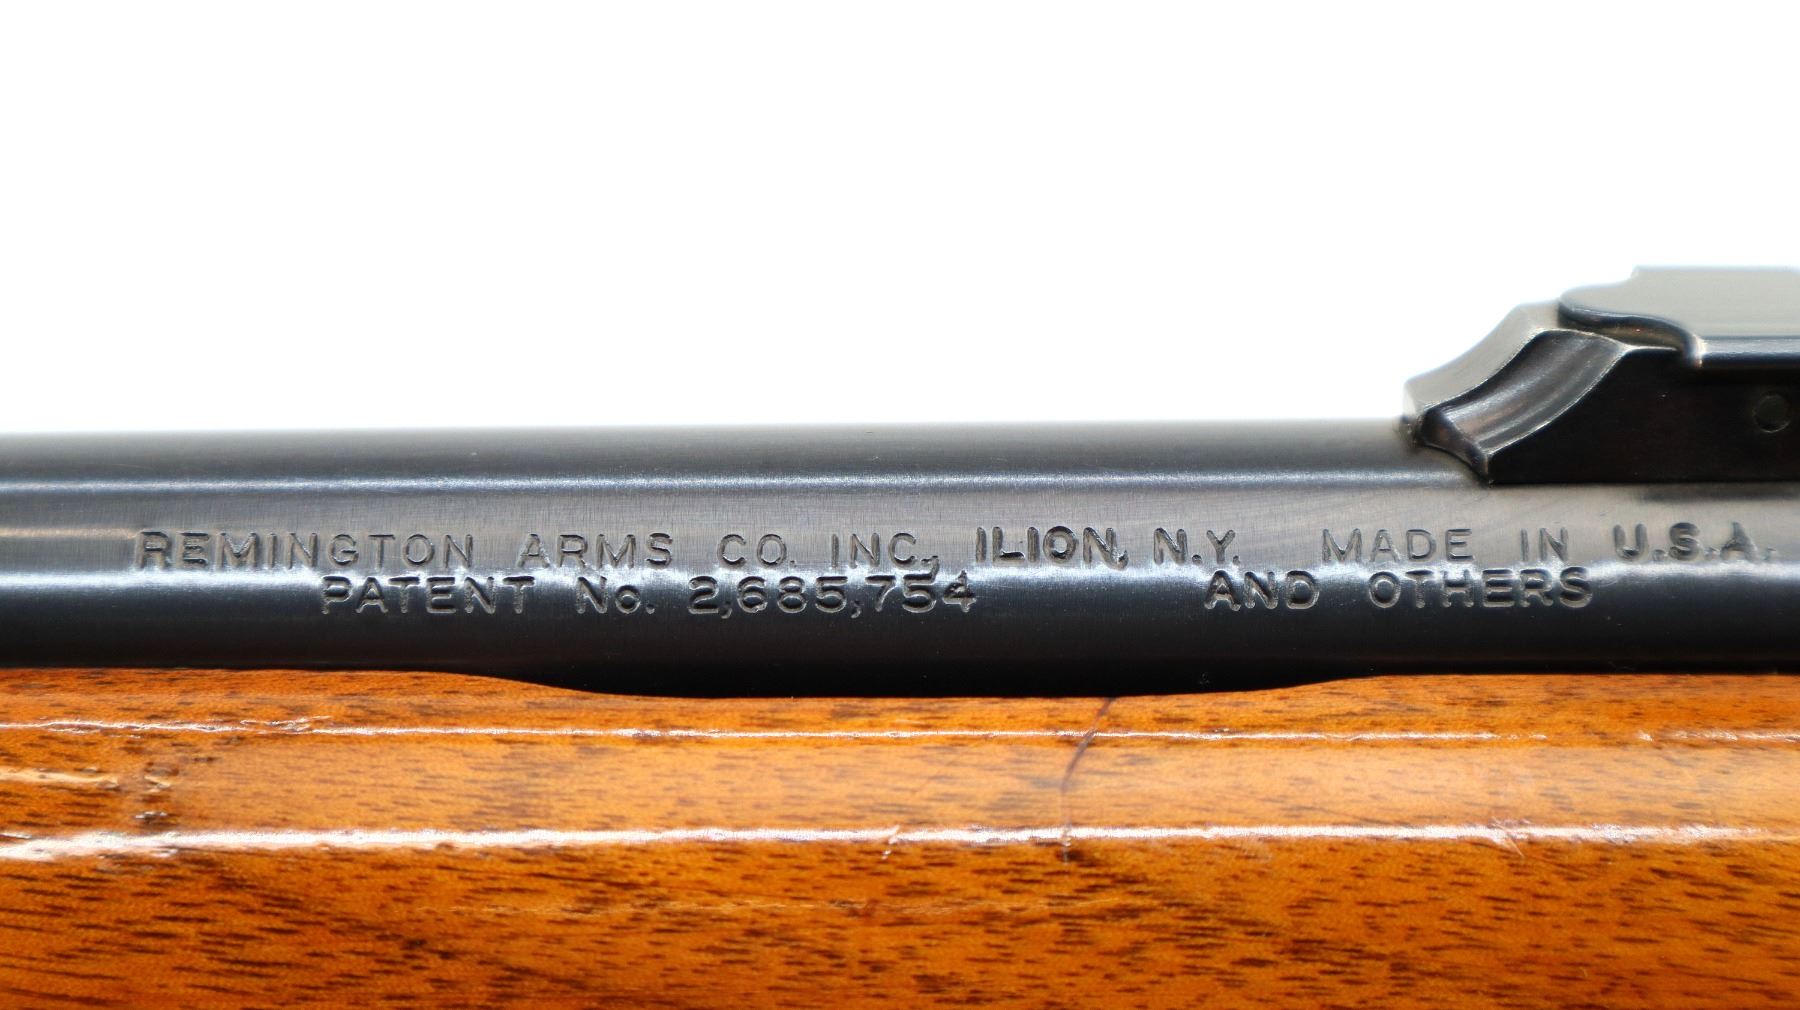 REMINGTON ARMS CO. INC., ILION, N.Y. MADE IN U.S.A.
PATENT No. 2,685,754 AND OTHERS